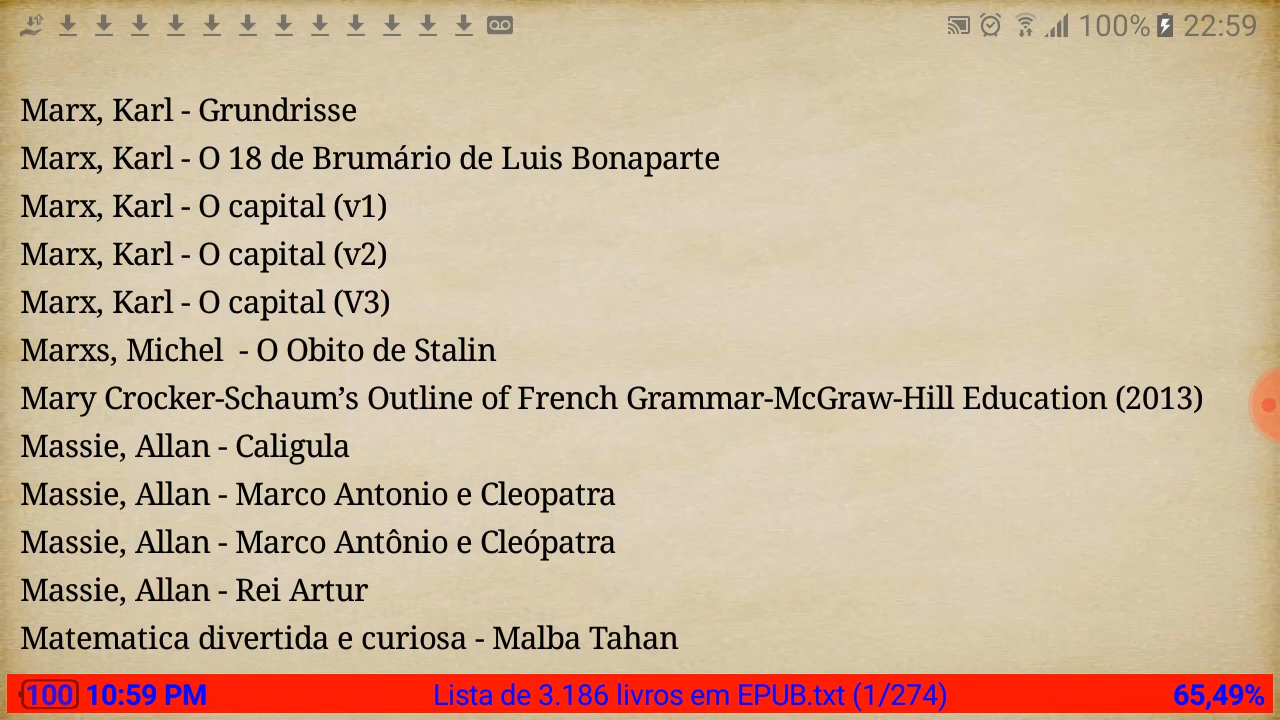 100% 22:59
Marx, Karl - Grundrisse
Marx, Karl - O 18 de Brumário de Luis Bonaparte
Marx, Karl - O capital (v1)
Marx, Karl - O capital (v2)
Marx, Karl - O capital (V3)
Marxs, Michel  - O Obito de Stalin
Mary Crocker-Schaum’s Outline of French Grammar-McGraw-Hill Education (2013)
Massie, Allan - Caligula
Massie, Allan - Marco Antonio e Cleopatra
Massie, Allan - Marco Antônio e Cleópatra
Massie, Allan - Rei Artur
Matematica divertida e curiosa - Malba Tahan
100 10:59 PM Lista de 3.186 livros em EPUB.txt (1/274) 65,49%